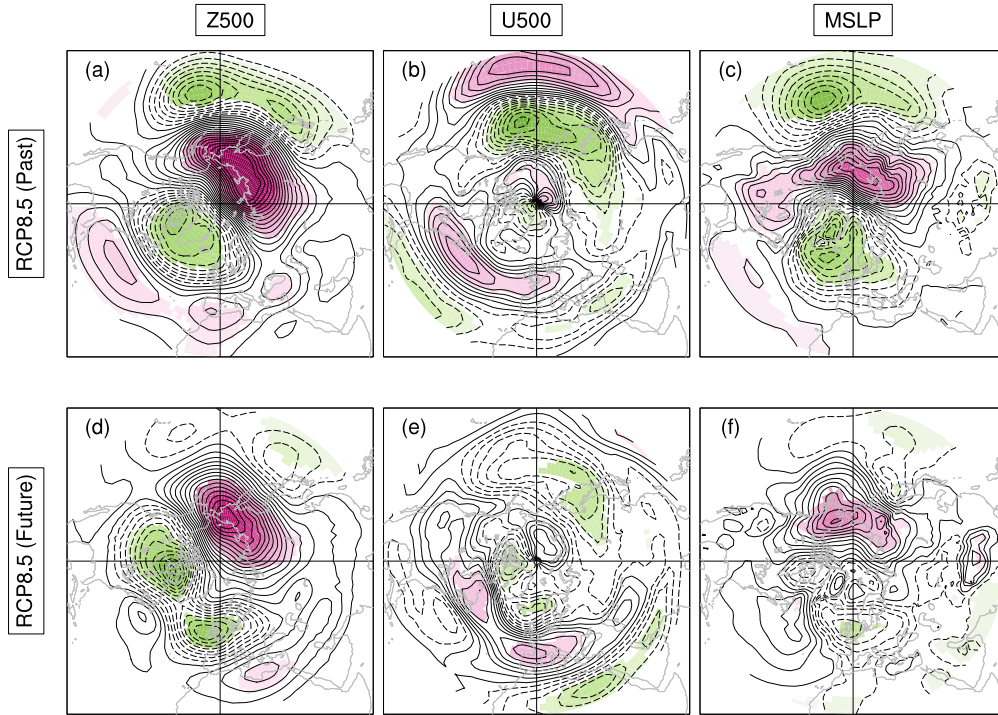 Z500
U500
MSLP
RCP8.5 (Past)
(a)
(b)
(c)
RCP8.5 (Future)
(d)
(e)
(f)